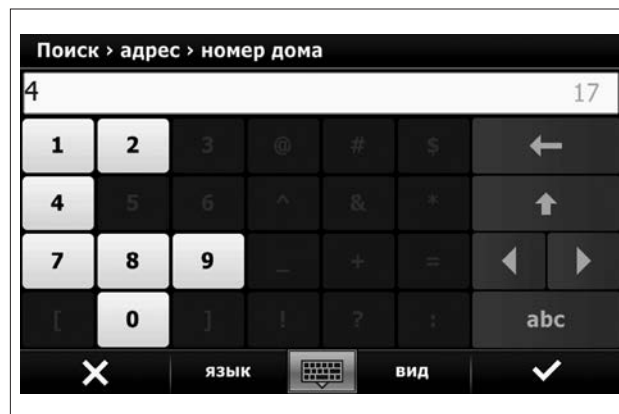 Поиск › адрес › номер дома
4 17
1 2 3 @ # $
4 5 6 ^ & *
7 8 9 _ + =
[ 0 ] ! ? : abc
язык вид